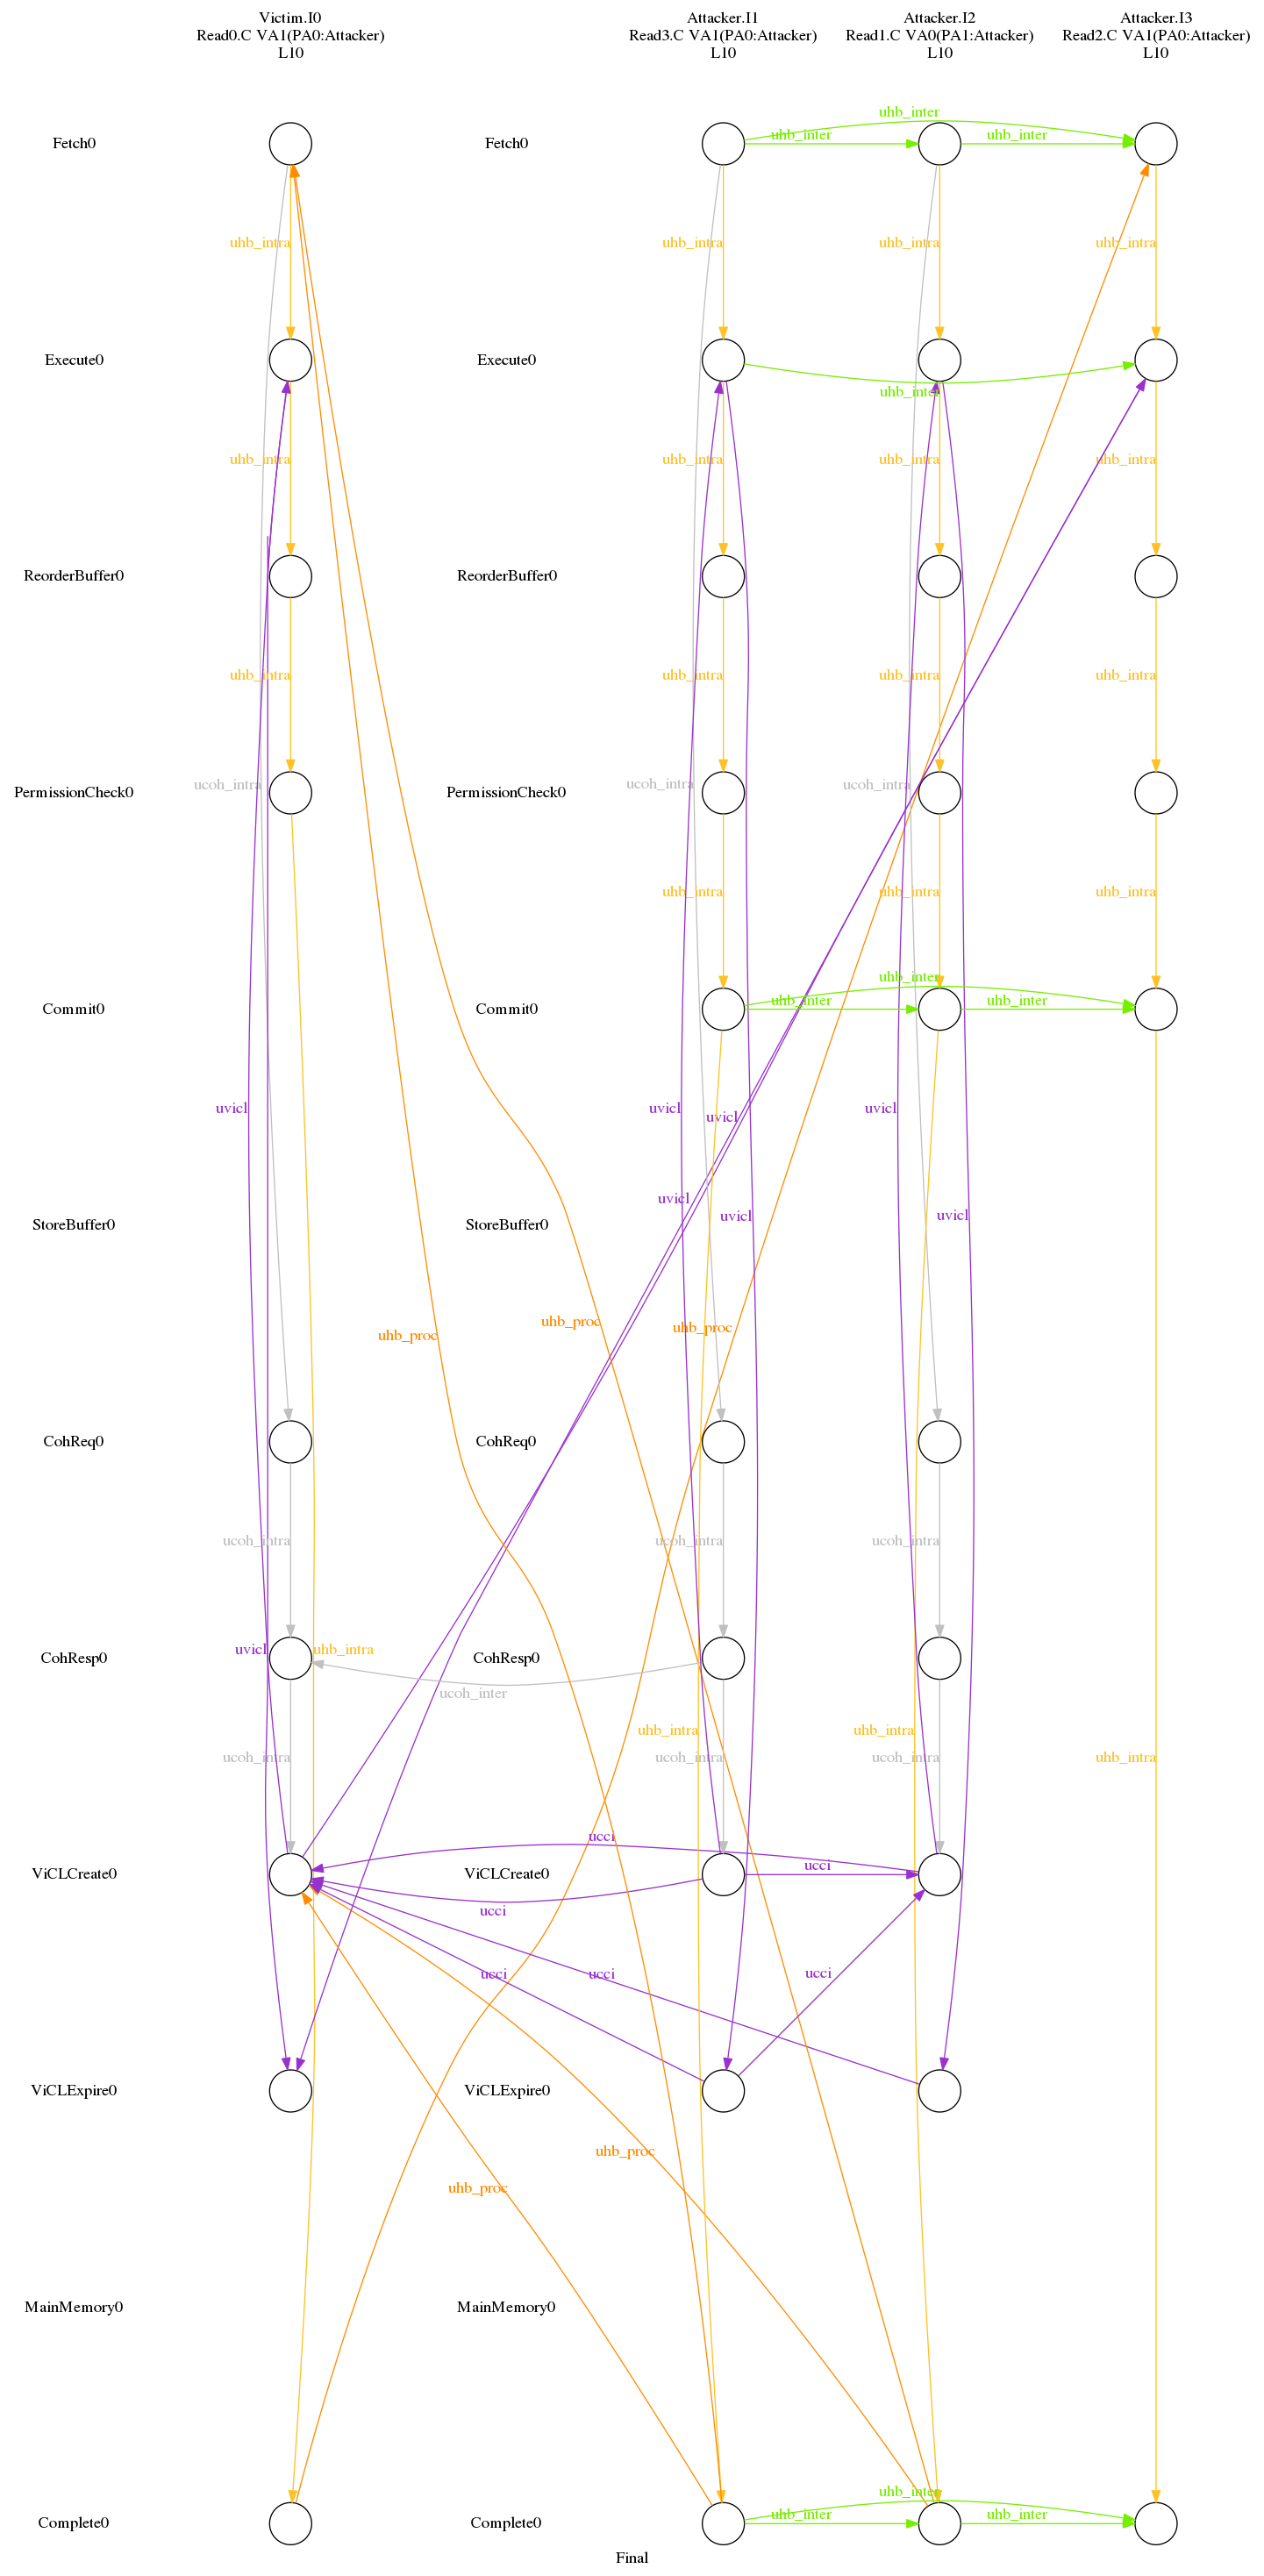 Victim.I0 Attacker.I1 Attacker.I2 Attacker.I3
Read0.C VA1(PA0:Attacker) Read3.C VA1(PA0:Attacker) Read1.C VA0(PA1:Attacker) Read2.C VA1(PA0:Attacker)
L10 L10 L10 L10
uhb_inter
uhb_inter uhb_inter
Fetch0 Fetch0
uhb_intra uhb_intra uhb_intra uhb_intra
Execute0 Execute0
uhb_inter
uhb_intra uhb_intra uhb_intra uhb_intra
ReorderBuffer0 ReorderBuffer0
uhb_intra uhb_intra uhb_intra uhb_intra
ucoh_intra ucoh_intra ucoh_intra
PermissionCheck0 PermissionCheck0
uhb_intra uhb_intra uhb_intra
uhb_inter
uhb_inter uhb_inter
Commit0 Commit0
uvicl uvicl uvicl uvicl
uvicl
uvicl uvicl
StoreBuffer0 StoreBuffer0
uhb_proc uhb_proc uhb_proc
CohReq0 CohReq0
ucoh_intra ucoh_intra ucoh_intra
uvicl uhb_intra
CohResp0 CohResp0
ucoh_inter
uhb_intra uhb_intra
ucoh_intra ucoh_intra ucoh_intra uhb_intra
ucci
ucci
ViCLCreate0 ViCLCreate0
ucci
ucci ucci ucci
ViCLExpire0 ViCLExpire0
uhb_proc
uhb_proc
MainMemory0 MainMemory0
uhb_inter
uhb_inter uhb_inter
Complete0 Complete0
Final